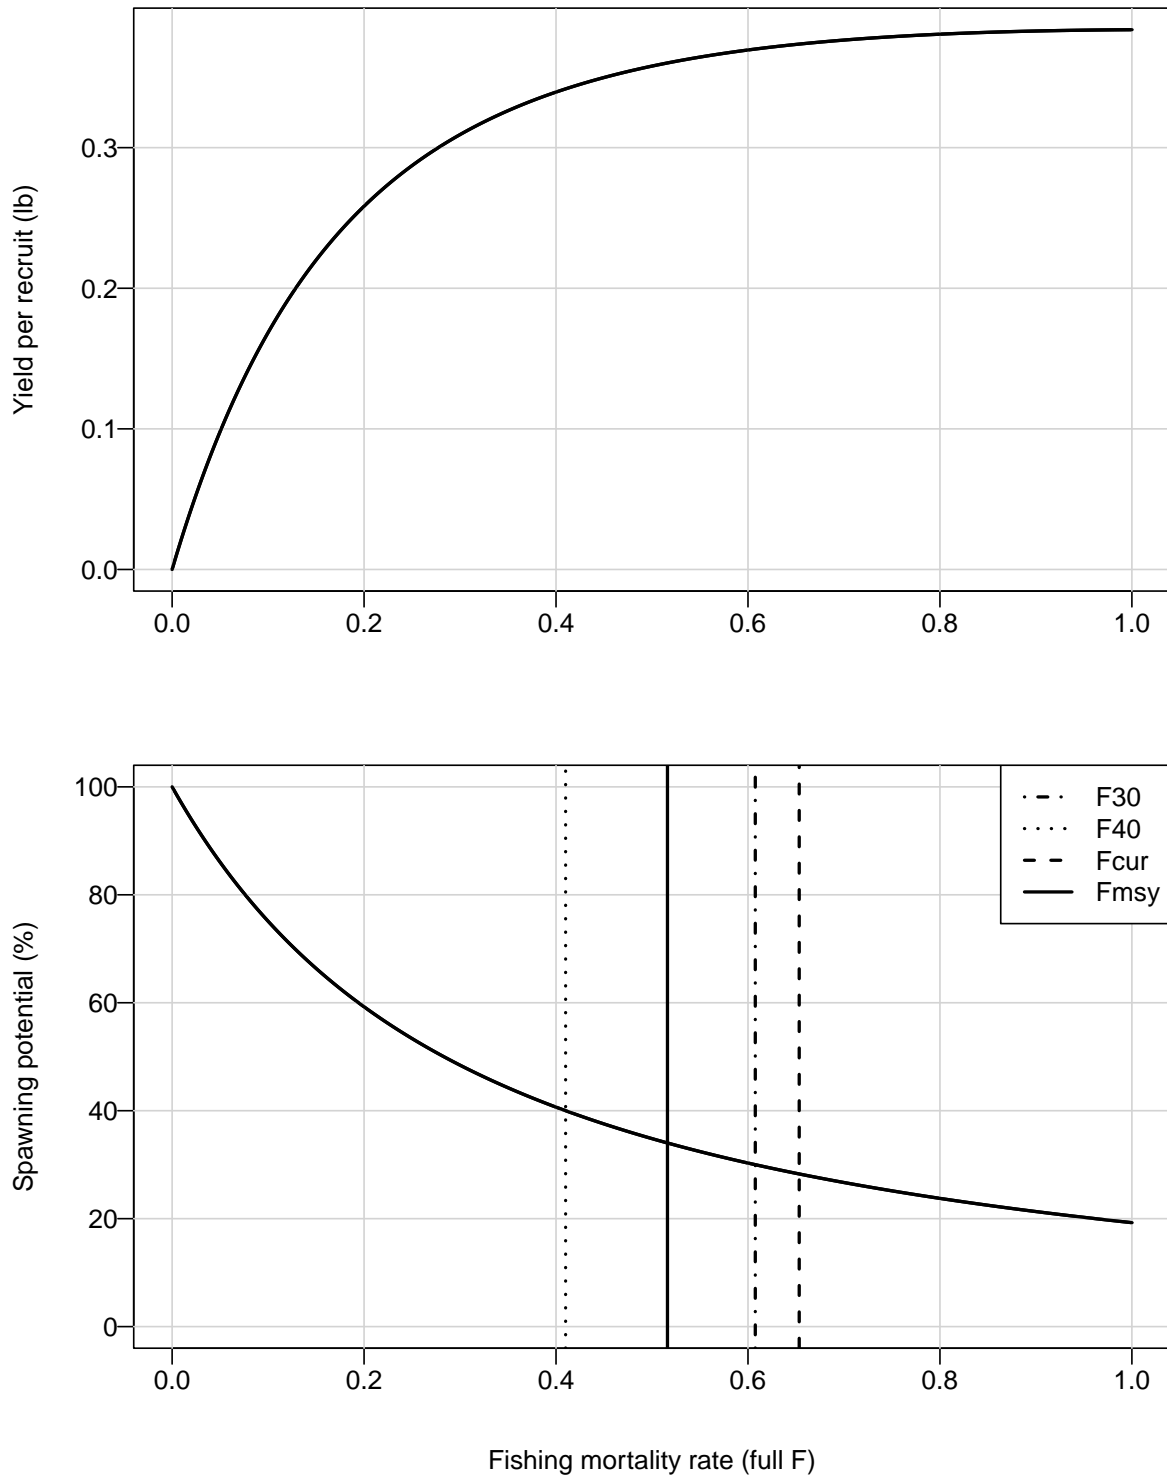 Yield per recruit (lb)
0.3
0.2
0.1
0.0
0.0 0.2 0.4 0.6 0.8 1.0
Spawning potential (%)
100
80
60
40
20
0
F30
F40
Fcur
Fmsy
0.0 0.2 0.4 0.6 0.8 1.0
Fishing mortality rate (full F)